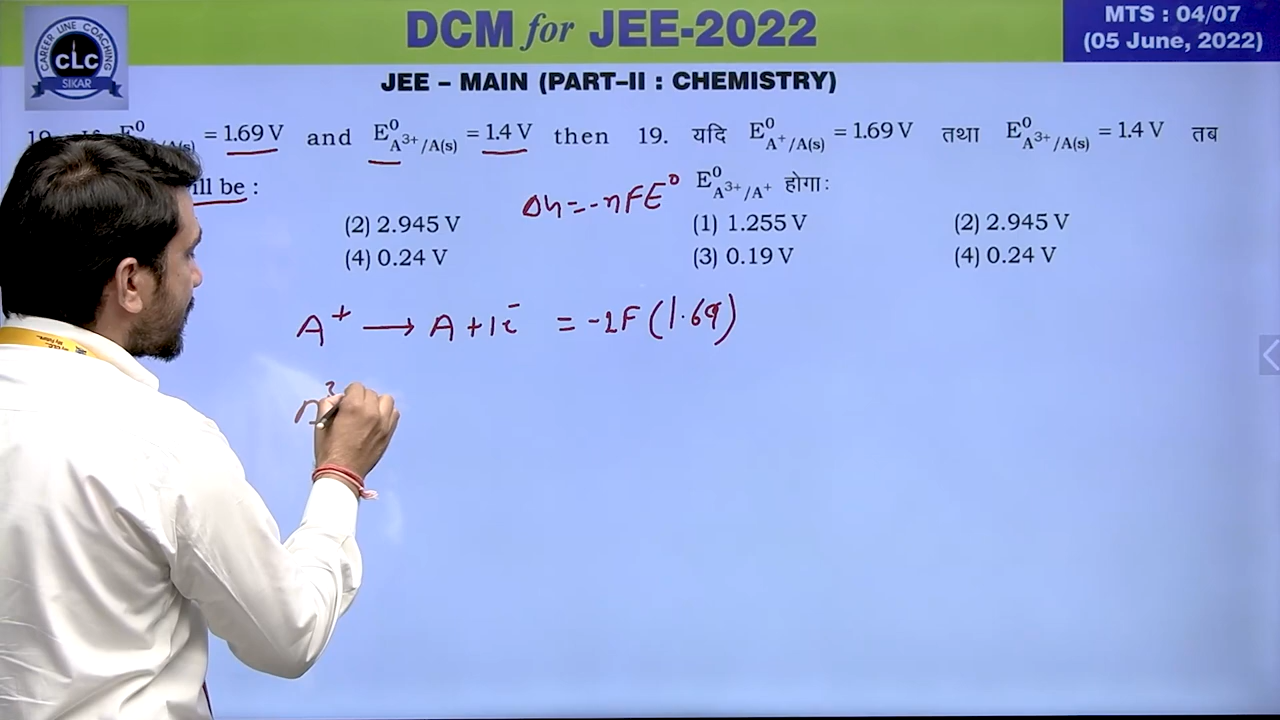 DCM for JEE-2022
MTS : 04/07
(05 June, 2022)
CAREER LINE COACHING
CLC
SIKAR
JEE – MAIN (PART–II : CHEMISTRY)
= 1.69 V and E⁰A³⁺/A(s) = 1.4 V then
will be :
(2) 2.945 V
(4) 0.24 V
19. यदि E⁰A⁺/A(s) = 1.69 V तथा E⁰A³⁺/A(s) = 1.4 V तब
E⁰A³⁺/A⁺ होगा:
(1) 1.255 V (2) 2.945 V
(3) 0.19 V (4) 0.24 V
= -nFE⁰
A⁺ → A + 1e⁻ = -1F(1.69)